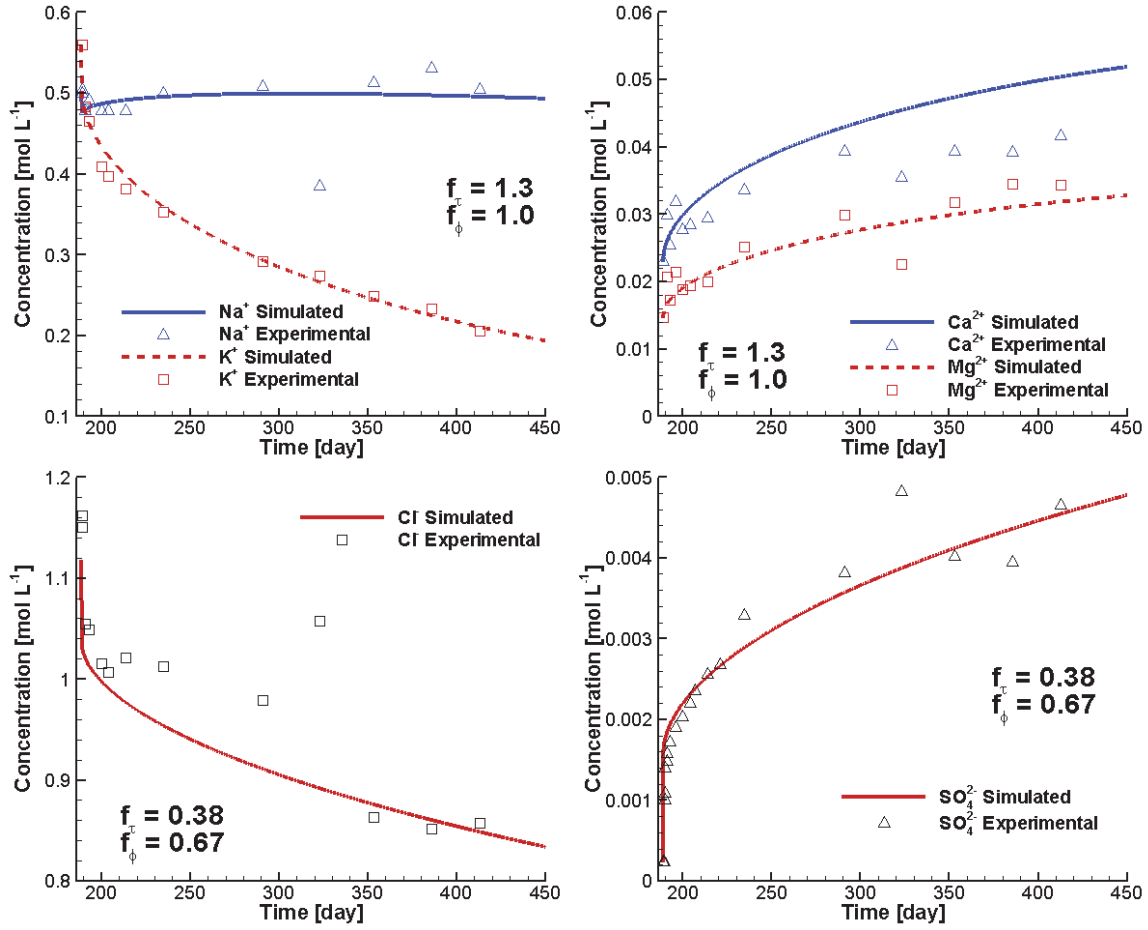 Concentration [mol L⁻¹]
0.6
0.5
0.4
0.3
0.2
0.1
f_τ = 1.3
f_ϕ = 1.0
Na⁺ Simulated
Na⁺ Experimental
K⁺ Simulated
K⁺ Experimental
200 250 300 350 400 450
Time [day]
Concentration [mol L⁻¹]
0.06
0.05
0.04
0.03
0.02
0.01
0
f_τ = 1.3
f_ϕ = 1.0
Ca²⁺ Simulated
Ca²⁺ Experimental
Mg²⁺ Simulated
Mg²⁺ Experimental
200 250 300 350 400 450
Time [day]
Concentration [mol L⁻¹]
1.2
1.1
1
0.9
0.8
Cl⁻ Simulated
Cl⁻ Experimental
f_τ = 0.38
f_ϕ = 0.67
200 250 300 350 400 450
Time [day]
Concentration [mol L⁻¹]
0.005
0.004
0.003
0.002
0.001
0
f_τ = 0.38
f_ϕ = 0.67
SO₄²⁻ Simulated
SO₄²⁻ Experimental
200 250 300 350 400 450
Time [day]